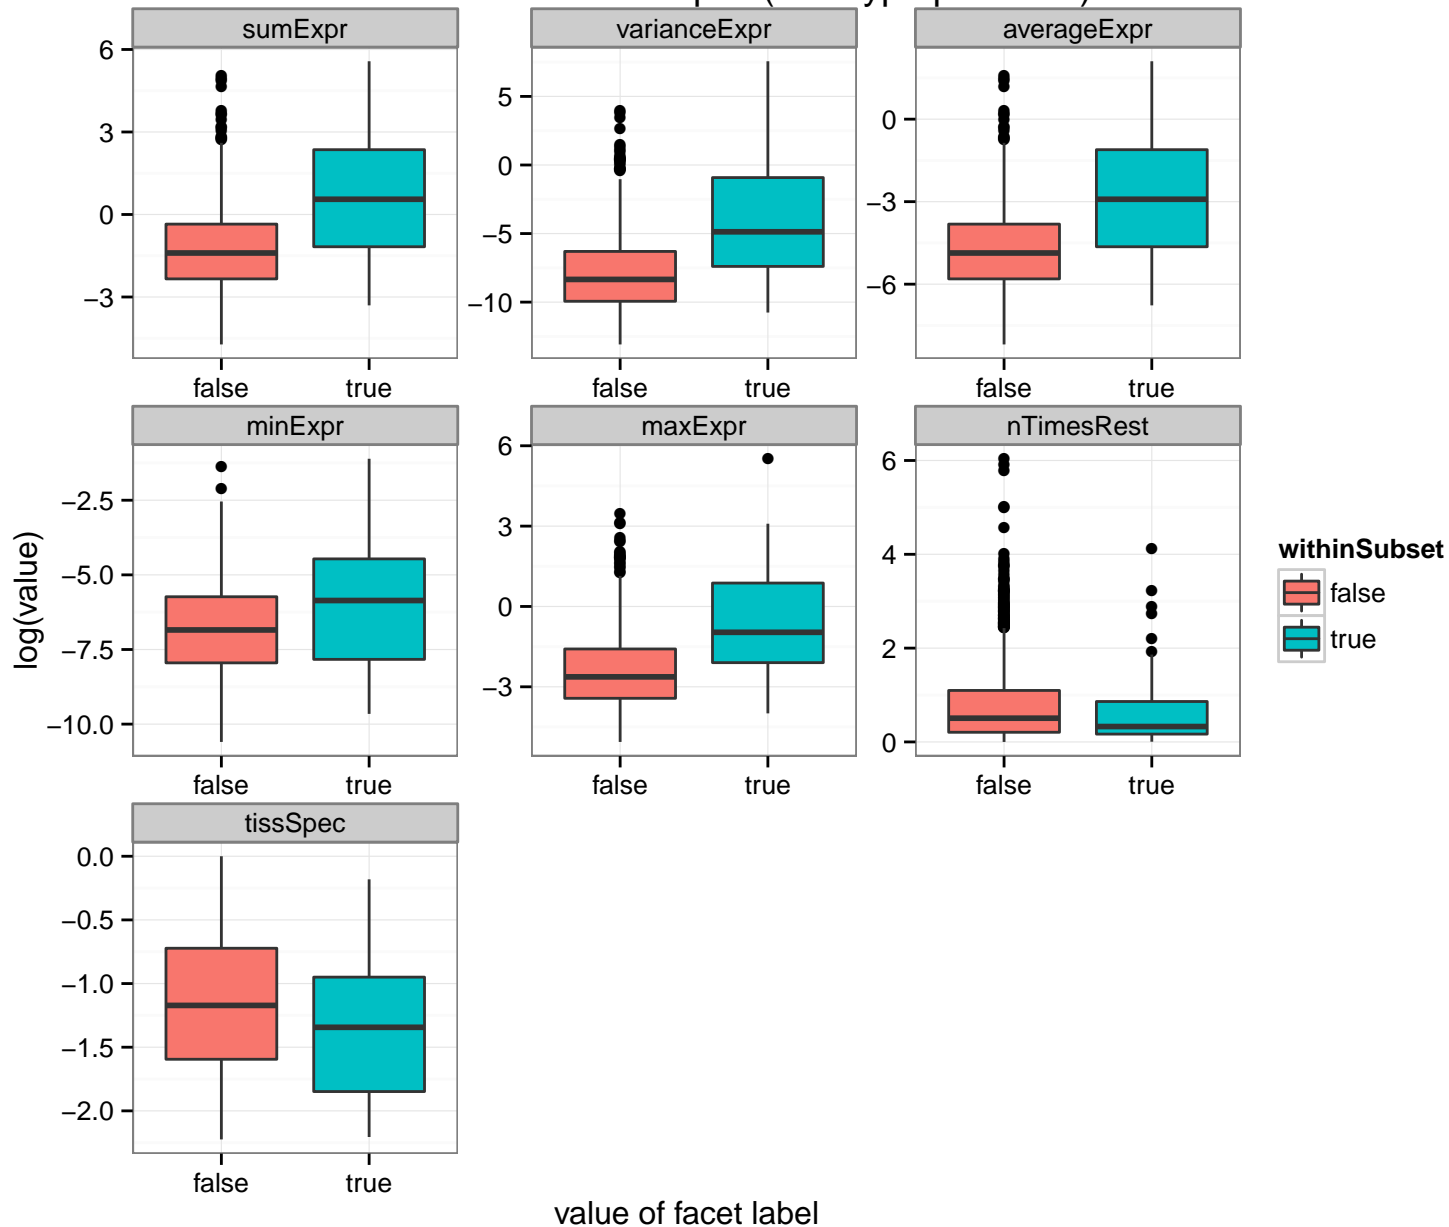 sumExpr
varianceExpr
averageExpr
6
3
0
−3
5
0
−5
−10
0
−3
−6
false
true
false
true
false
true
minExpr
maxExpr
nTimesRest
−2.5
−5.0
−7.5
−10.0
6
3
0
−3
6
4
2
0
false
true
false
true
false
true
tissSpec
0.0
−0.5
−1.0
−1.5
−2.0
false
true
log(value)
value of facet label
withinSubset
false
true